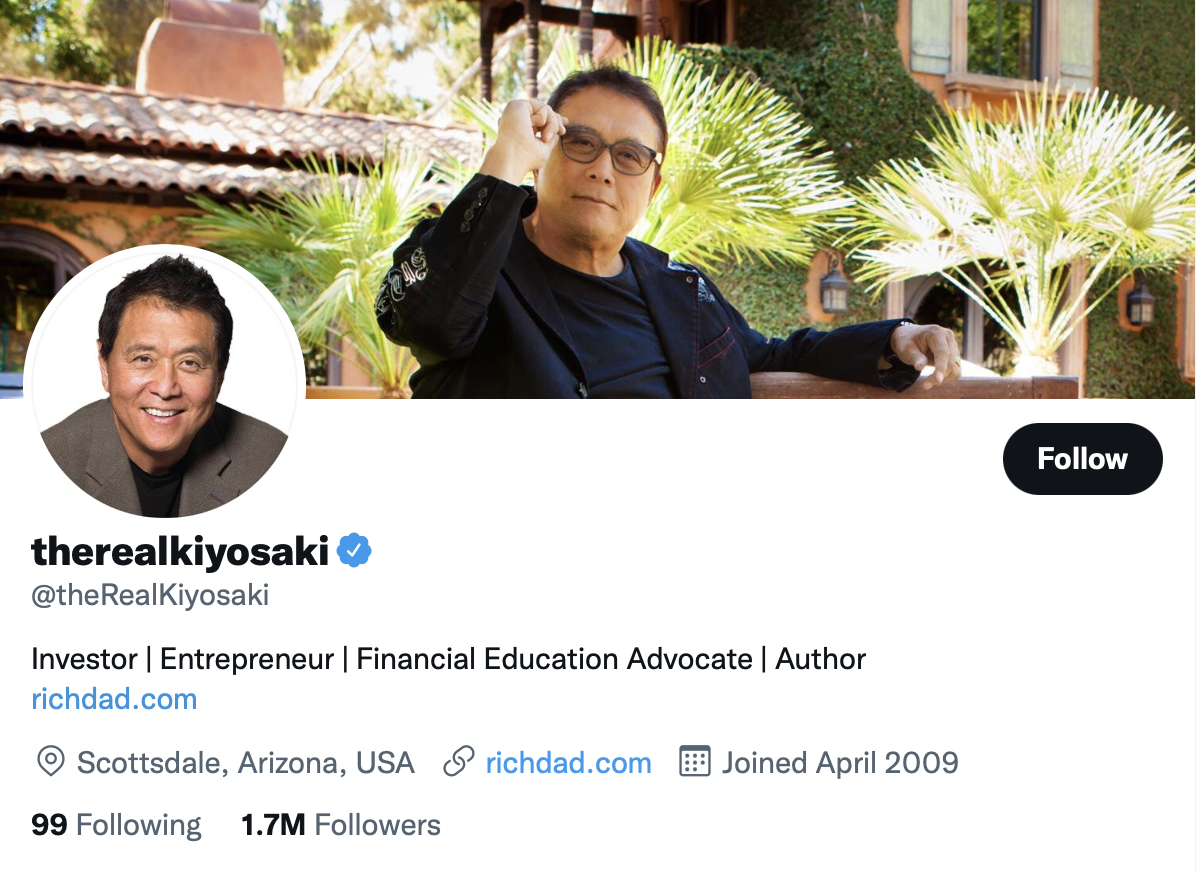 Follow
therealkiyosaki
@theRealKiyosaki
Investor | Entrepreneur | Financial Education Advocate | Author
richdad.com
Scottsdale, Arizona, USA richdad.com Joined April 2009
99 Following 1.7M Followers